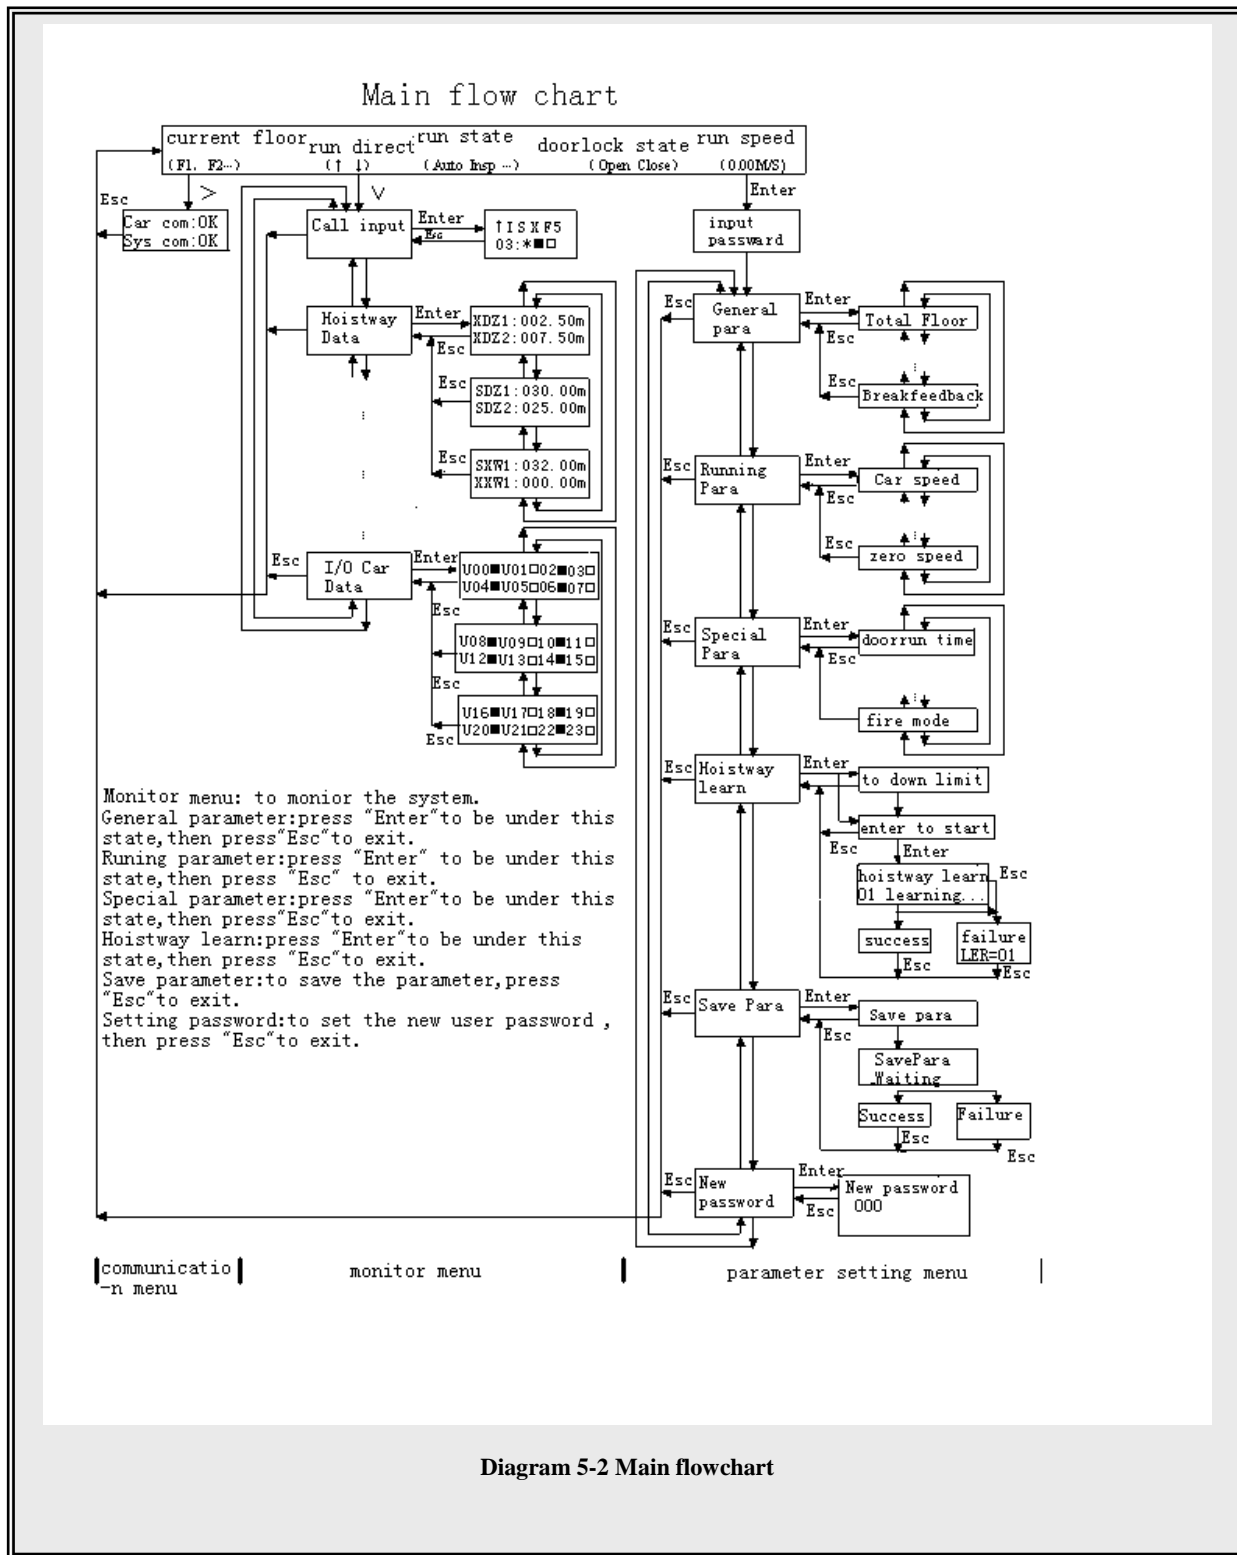 Main flow chart
current floor run direct run state doorlock state run speed
(F1, F2…) (↑ ↓) (Auto Insp …) (Open Close) (0.00M/S)
Esc > ∨ Enter
Car com:OK
Sys com:OK
Call input
Enter
Esc
↑ISXF5
03:*■□
input
passward
Hoistway
Data
Enter
Esc
XDZ1:002.50m
XDZ2:007.50m
Esc
SDZ1:030.00m
SDZ2:025.00m
Esc
SXW1:032.00m
XXW1:000.00m
Esc
I/O Car
Data
Enter
Esc
U00■U01□02■03□
U04■U05□06■07□
U08■U09□10■11□
U12■U13□14■15□
Esc
U16■U17□18■19□
U20■U21□22■23□
Esc
Esc
General
para
Enter
Esc
Total Floor
Esc
Breakfeedback
Esc
Running
Para
Enter
Esc
Car speed
Esc
zero speed
Esc
Special
Para
Enter
Esc
doorrun time
fire mode
Esc
Hoistway
learn
Enter
to down limit
enter to start
Esc
Enter
hoistway learn
01 learning...
Esc
success
Esc
failure
LER=01
Esc
Esc
Save Para
Enter
Esc
Save para
SavePara
Waiting
Success
Esc
Failure
Esc
Esc
New
password
Enter
Esc
New password
000
Monitor menu: to monior the system.
General parameter:press "Enter"to be under this
state,then press"Esc"to exit.
Runing parameter:press "Enter" to be under this
state,then press "Esc" to exit.
Special parameter:press "Enter"to be under this
state,then press"Esc"to exit.
Hoistway learn:press "Enter"to be under this
state,then press "Esc"to exit.
Save parameter:to save the parameter,press
"Esc"to exit.
Setting password:to set the new user password ,
then press "Esc"to exit.
communicatio
-n menu
monitor menu
parameter setting menu
Diagram 5-2 Main flowchart